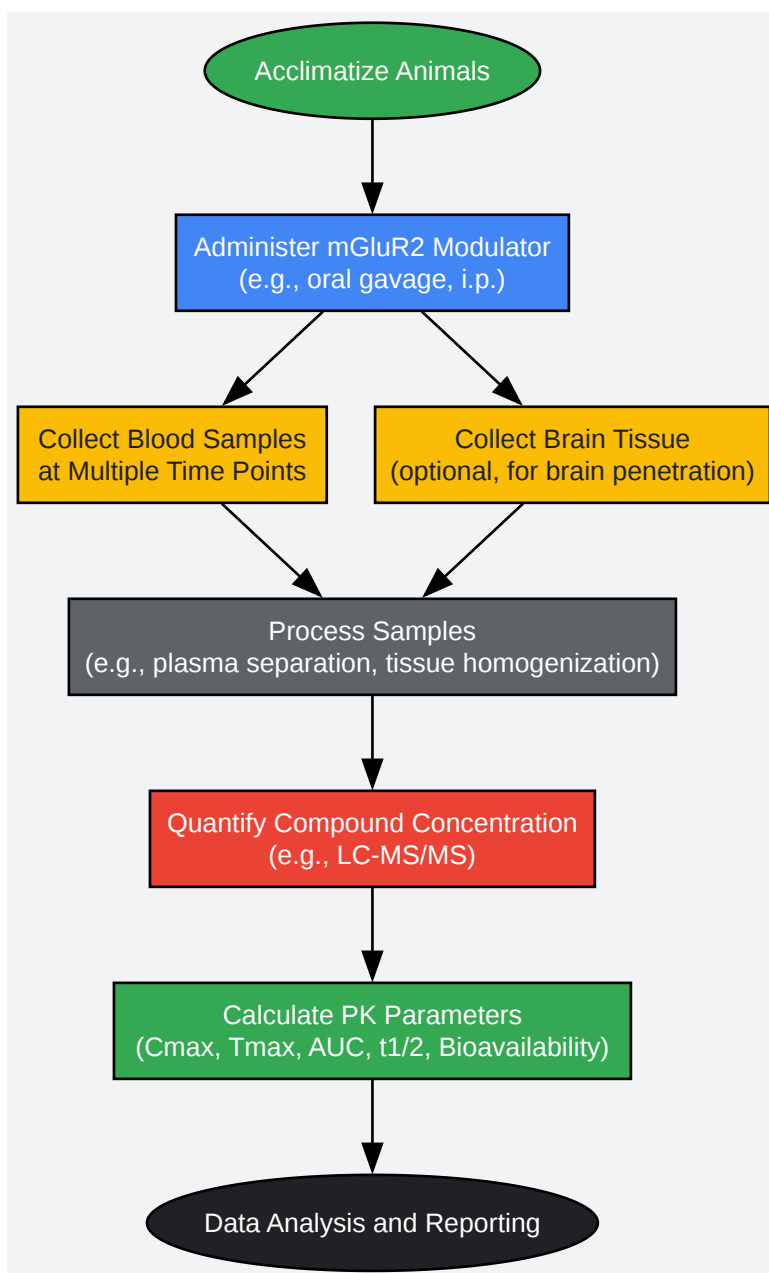 Acclimatize Animals
Administer mGluR2 Modulator
(e.g., oral gavage, i.p.)
Collect Blood Samples
at Multiple Time Points
Collect Brain Tissue
(optional, for brain penetration)
Process Samples
(e.g., plasma separation, tissue homogenization)
Quantify Compound Concentration
(e.g., LC-MS/MS)
Calculate PK Parameters
(Cmax, Tmax, AUC, t1/2, Bioavailability)
Data Analysis and Reporting